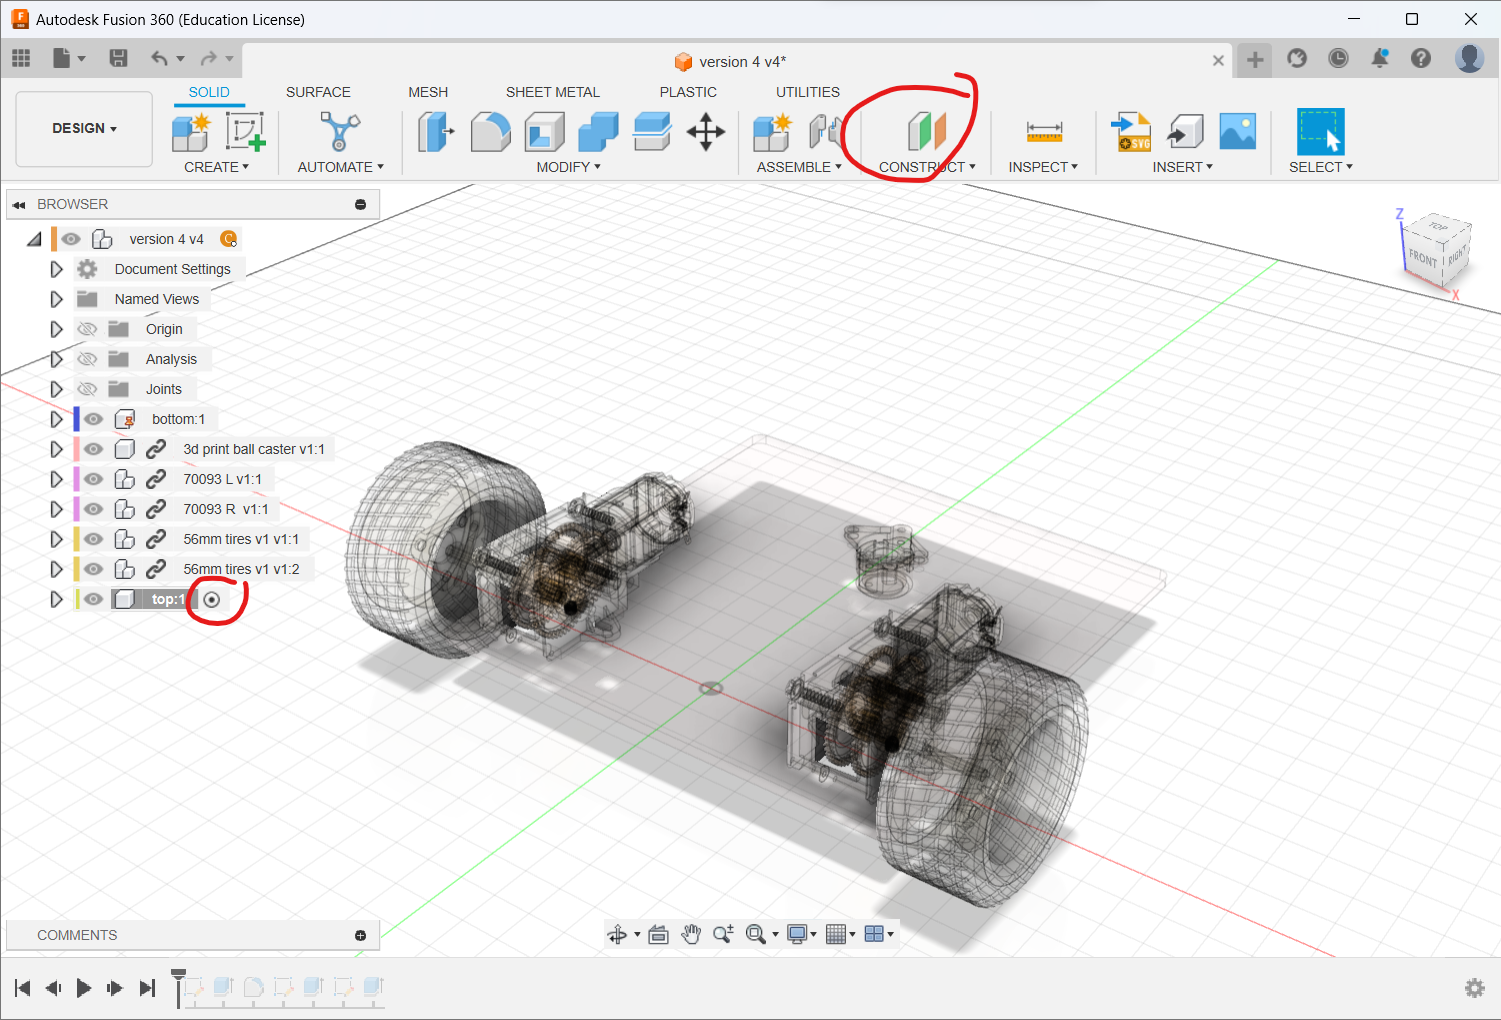 Autodesk Fusion 360 (Education License)
version 4 v4*
SOLID SURFACE MESH SHEET METAL PLASTIC UTILITIES
DESIGN
SVG
CREATE AUTOMATE MODIFY ASSEMBLE CONSTRUCT INSPECT INSERT SELECT
BROWSER
version 4 v4
Document Settings
Named Views
Origin
Analysis
Joints
bottom:1
3d print ball caster v1:1
70093 L v1:1
70093 R v1:1
56mm tires v1 v1:1
56mm tires v1 v1:2
top:1
Z
TOP
FRONT RIGHT
X
COMMENTS